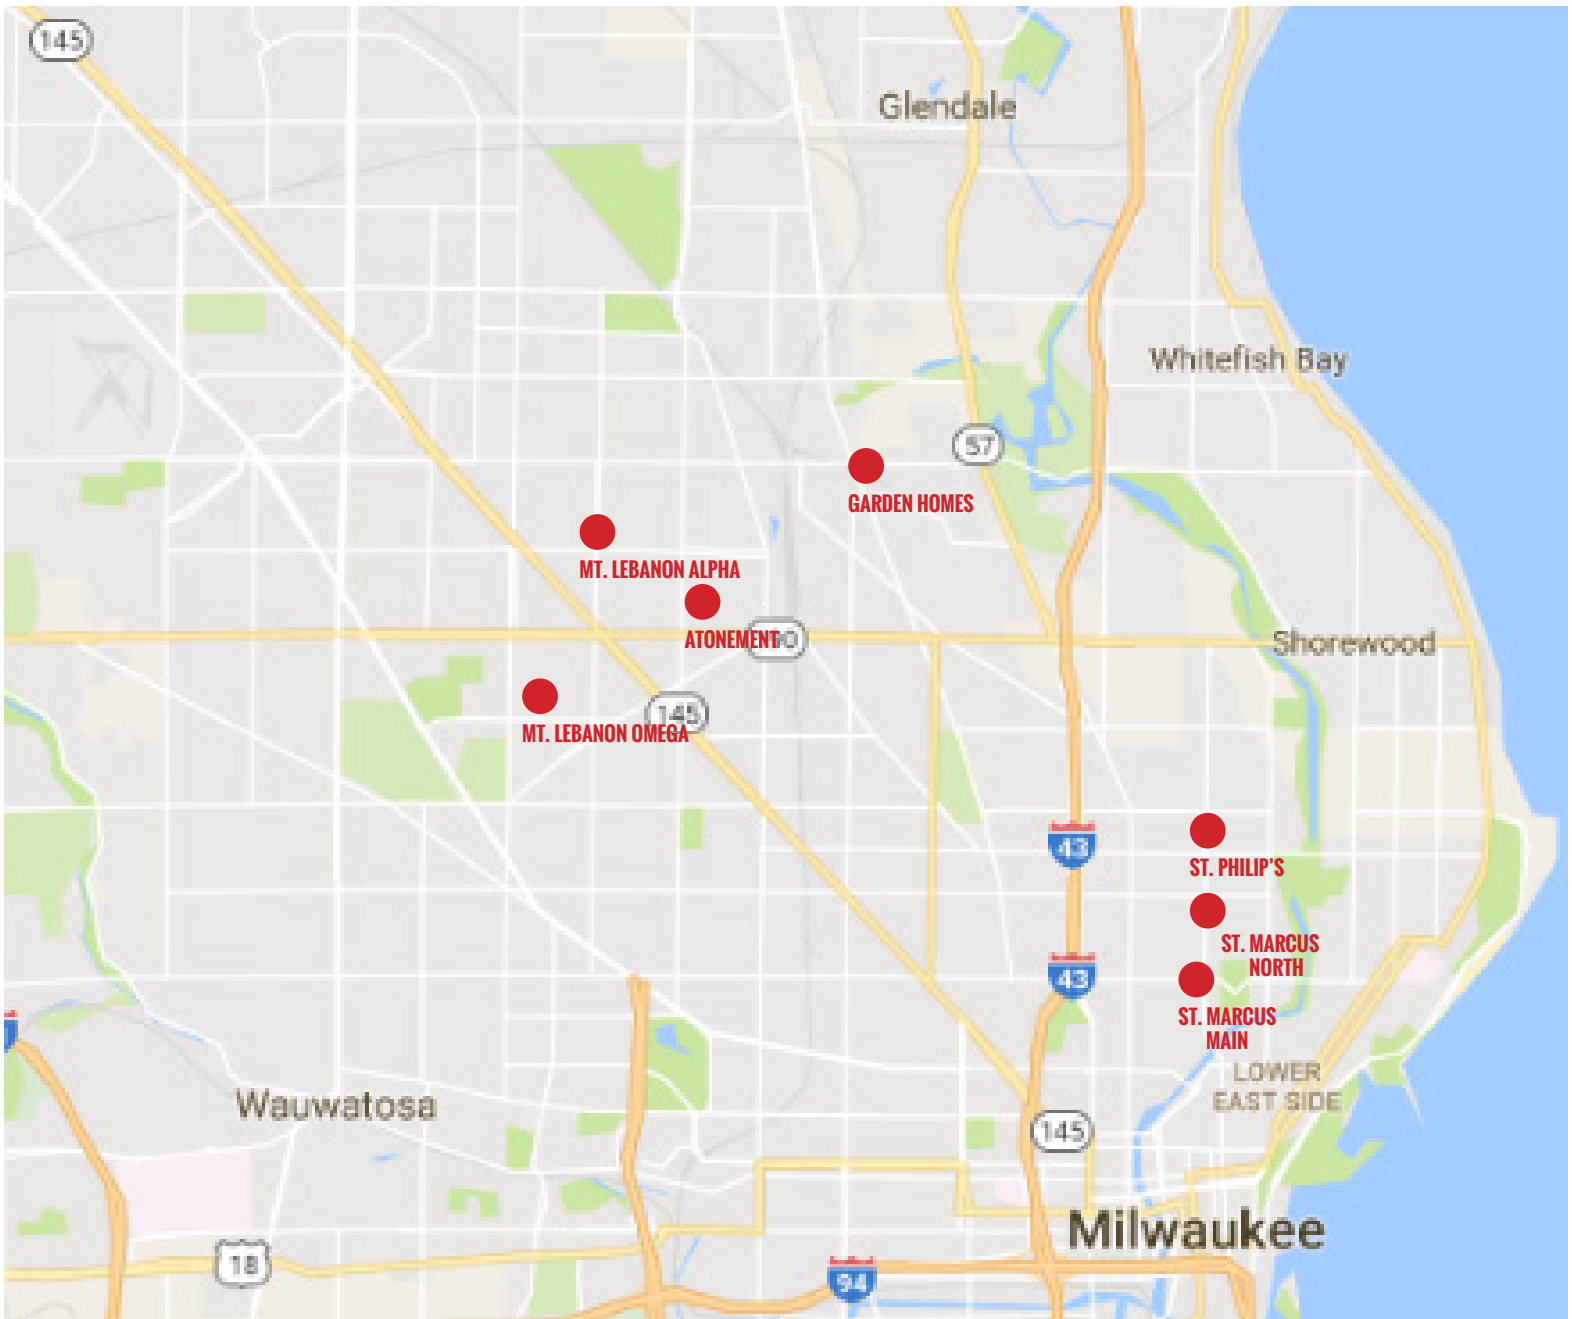 145
Glendale
Whitefish Bay
57
GARDEN HOMES
MT. LEBANON ALPHA
ATONEMENT
Shorewood
145
MT. LEBANON OMEGA
43
ST. PHILIP'S
ST. MARCUS
NORTH
43
ST. MARCUS
MAIN
LOWER
EAST SIDE
Wauwatosa
145
Milwaukee
18
94